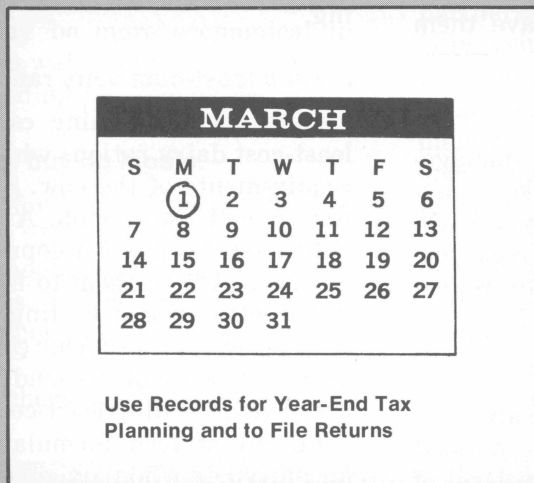 MARCH
S M T W T F S
1 2 3 4 5 6
7 8 9 10 11 12 13
14 15 16 17 18 19 20
21 22 23 24 25 26 27
28 29 30 31
Use Records for Year-End Tax
Planning and to File Returns